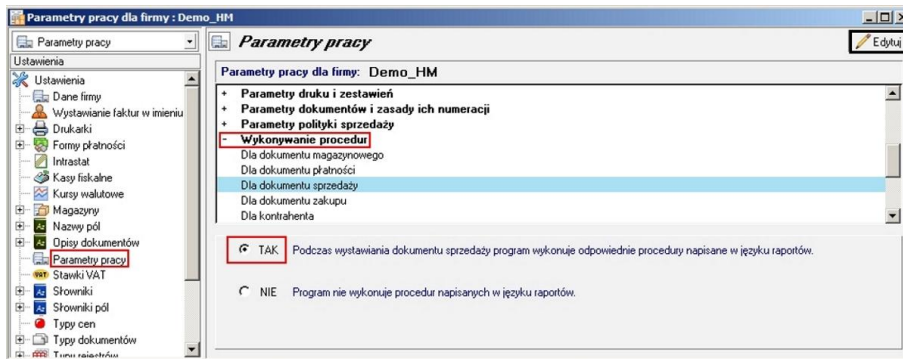 Parametry pracy dla firmy : Demo_HM
Parametry pracy
Parametry pracy
Edytuj
Ustawienia
Ustawienia
Dane firmy
Wystawianie faktur w imieniu
Drukarki
Formy płatności
Intrastat
Kasy fiskalne
Kursy walutowe
Magazyny
Nazwy pól
Opisy dokumentów
Parametry pracy
Stawki VAT
Słowniki
Słowniki pól
Typy cen
Typy dokumentów
Typy rejestrów
Parametry pracy dla firmy: Demo_HM
+ Parametry druku i zestawień
+ Parametry dokumentów i zasady ich numeracji
+ Parametry polityki sprzedaży
- Wykonywanie procedur
Dla dokumentu magazynowego
Dla dokumentu płatności
Dla dokumentu sprzedaży
Dla dokumentu zakupu
Dla kontrahenta
TAK Podczas wystawiania dokumentu sprzedaży program wykonuje odpowiednie procedury napisane w języku raportów.
NIE Program nie wykonuje procedur napisanych w języku raportów.